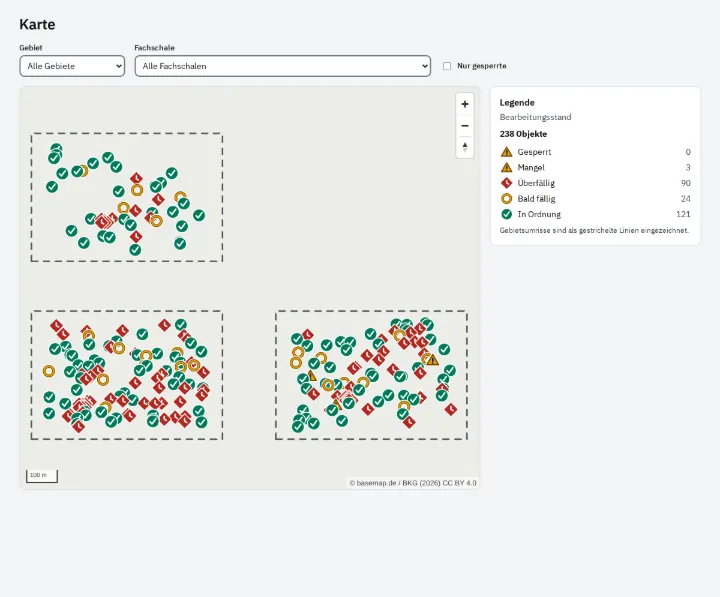 Karte
Gebiet
Fachschale
Alle Gebiete
Alle Fachschalen
Nur gesperrte
100 m
© basemap.de / BKG (2026) CC BY 4.0
Legende
Bearbeitungsstand
238 Objekte
Gesperrt 0
Mangel 3
Überfällig 90
Bald fällig 24
In Ordnung 121
Gebietsumrisse sind als gestrichelte Linien eingezeichnet.